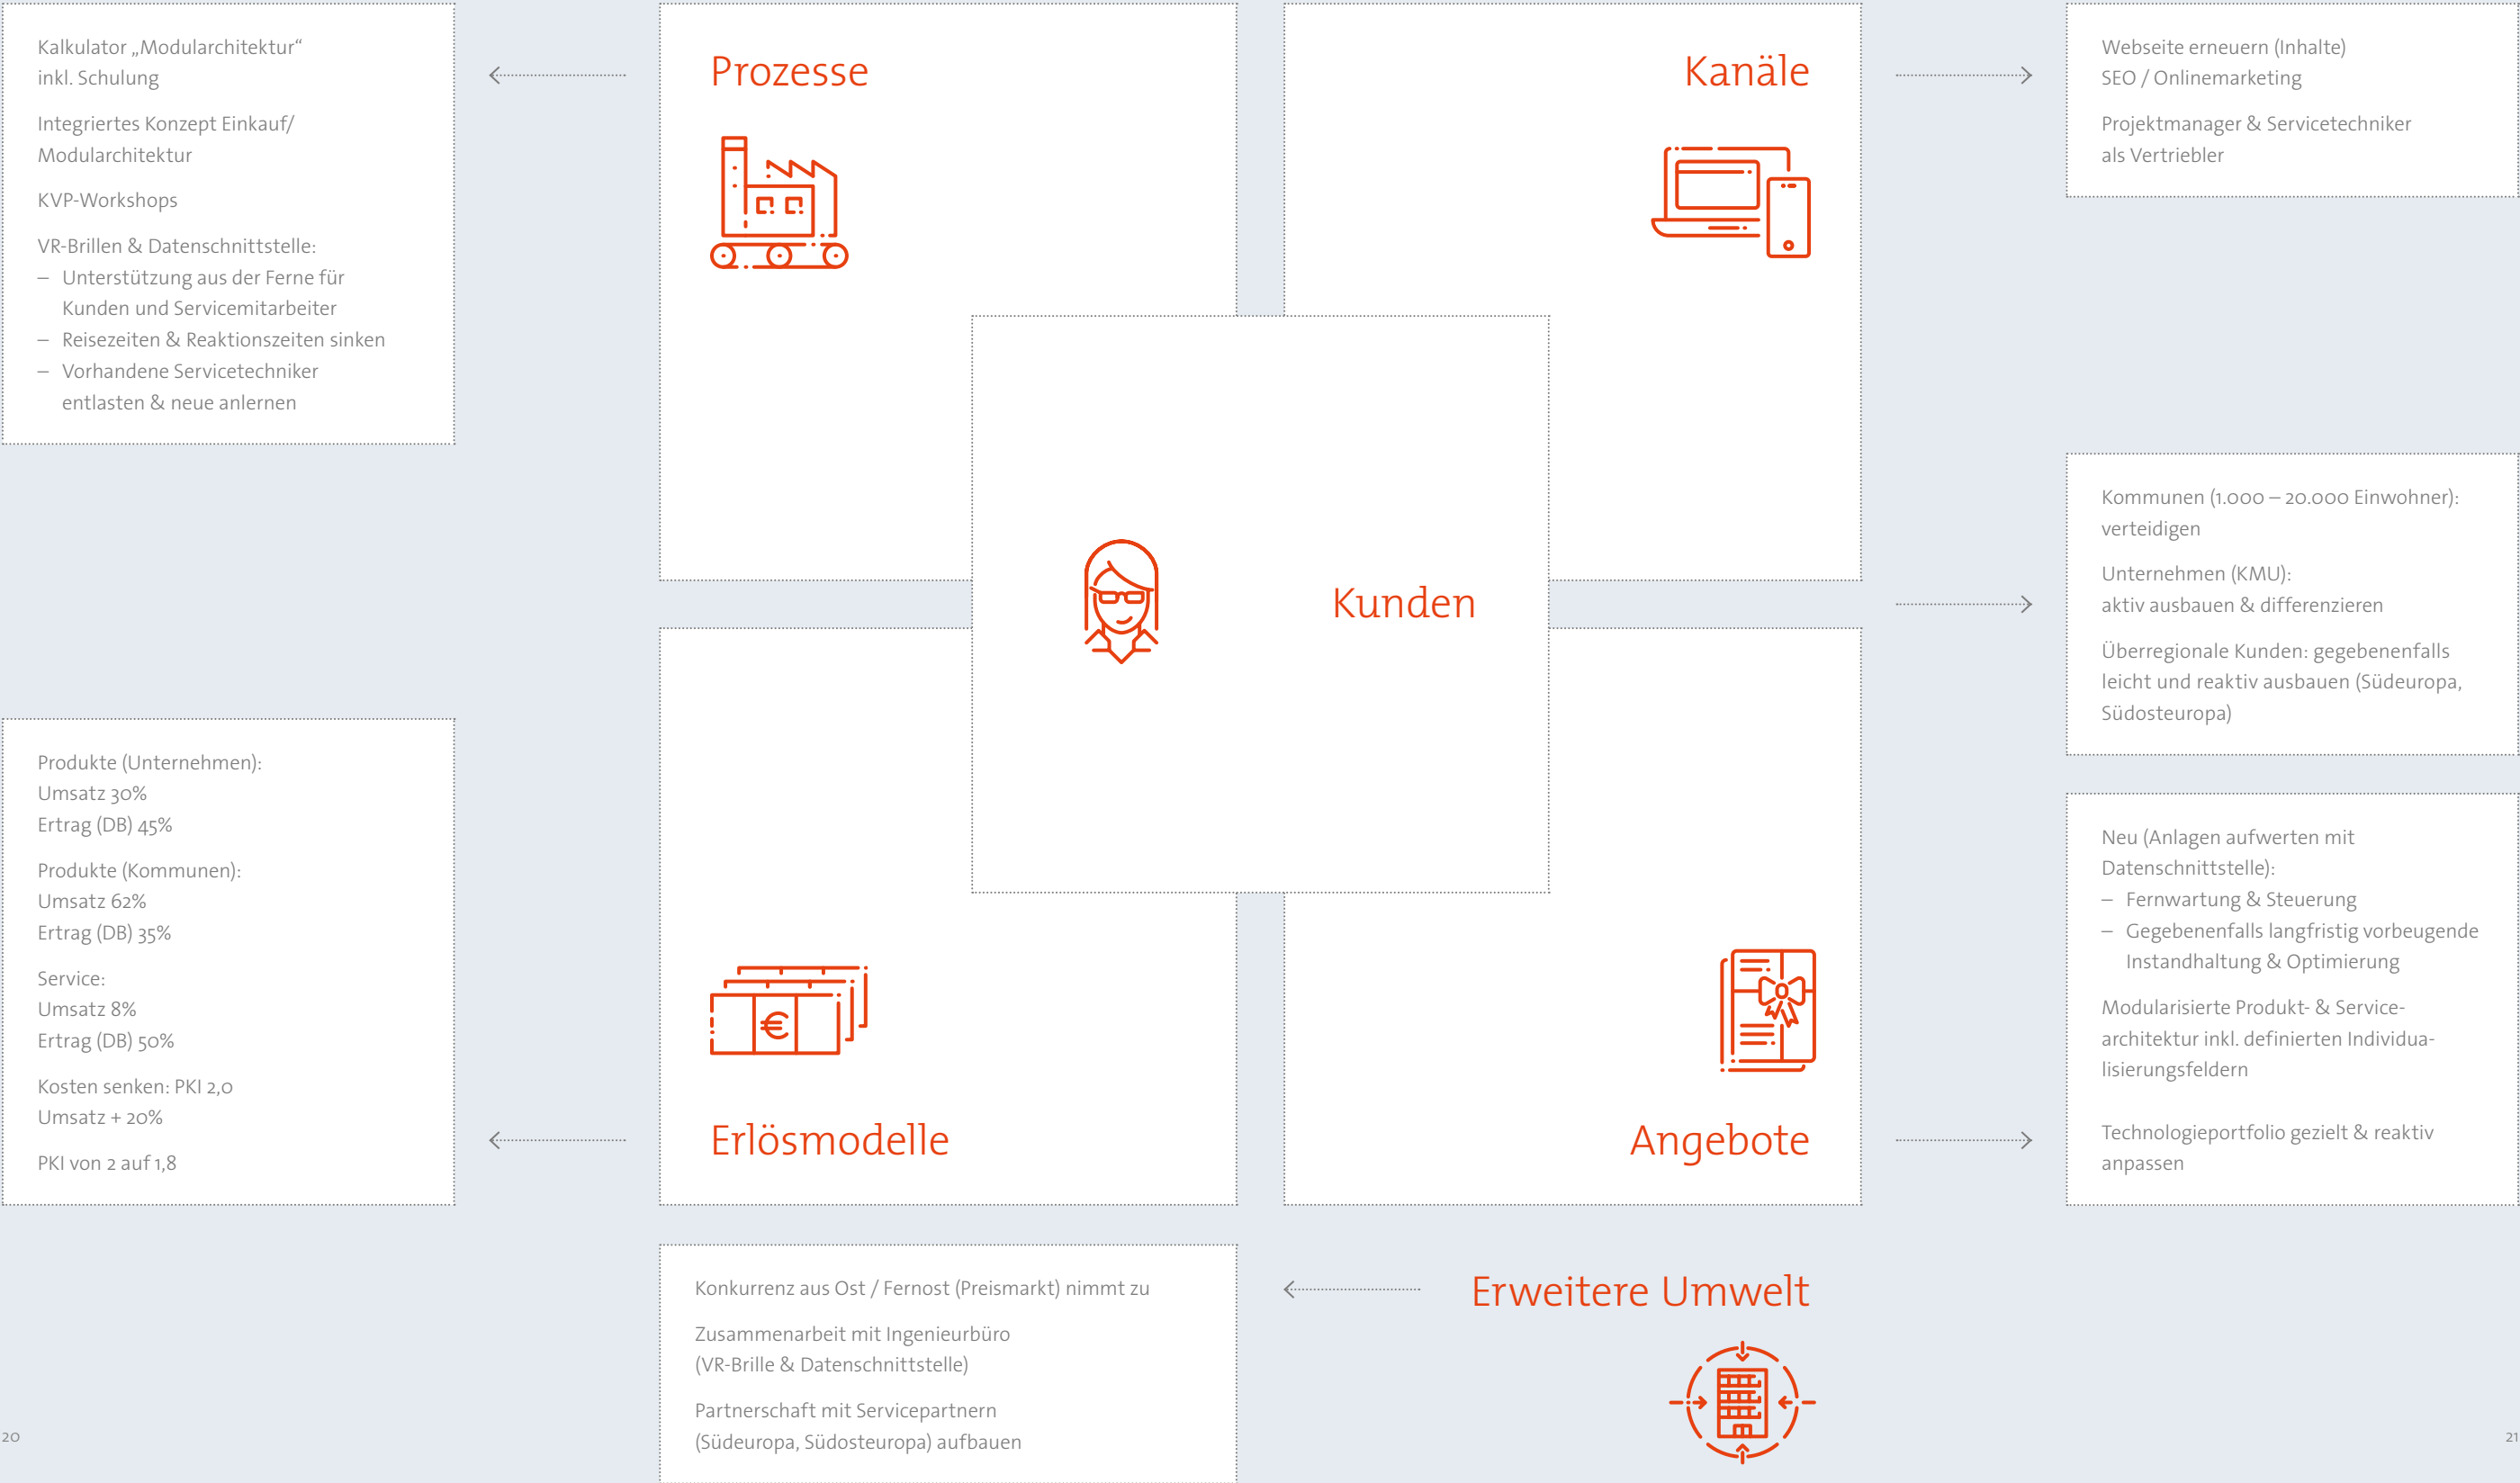 Kalkulator „Modularchitektur“
inkl. Schulung
Integriertes Konzept Einkauf/
Modularchitektur
KVP-Workshops
VR-Brillen & Datenschnittstelle:
– Unterstützung aus der Ferne für
Kunden und Servicemitarbeiter
– Reisezeiten & Reaktionszeiten sinken
– Vorhandene Servicetechniker
entlasten & neue anlernen
Prozesse
Kanäle
Webseite erneuern (Inhalte)
SEO / Onlinemarketing
Projektmanager & Servicetechniker
als Vertriebler
Kunden
Kommunen (1.000 – 20.000 Einwohner):
verteidigen
Unternehmen (KMU):
aktiv ausbauen & differenzieren
Überregionale Kunden: gegebenenfalls
leicht und reaktiv ausbauen (Südeuropa,
Südosteuropa)
Produkte (Unternehmen):
Umsatz 30%
Ertrag (DB) 45%
Produkte (Kommunen):
Umsatz 62%
Ertrag (DB) 35%
Service:
Umsatz 8%
Ertrag (DB) 50%
Kosten senken: PKI 2,0
Umsatz + 20%
PKI von 2 auf 1,8
€
Erlösmodelle
Angebote
Neu (Anlagen aufwerten mit
Datenschnittstelle):
– Fernwartung & Steuerung
– Gegebenenfalls langfristig vorbeugende
Instandhaltung & Optimierung
Modularisierte Produkt- & Service-
architektur inkl. definierten Individua-
lisierungsfeldern
Technologieportfolio gezielt & reaktiv
anpassen
Konkurrenz aus Ost / Fernost (Preismarkt) nimmt zu
Zusammenarbeit mit Ingenieurbüro
(VR-Brille & Datenschnittstelle)
Partnerschaft mit Servicepartnern
(Südeuropa, Südosteuropa) aufbauen
Erweitere Umwelt
20
21